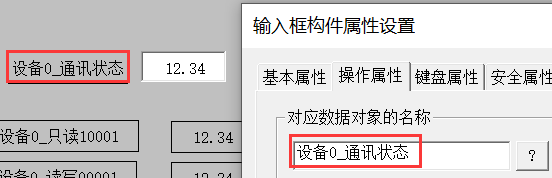 输入框构件属性设置
设备0_通讯状态 12.34
基本属性 操作属性 键盘属性 安全属性
对应数据对象的名称
设备0_通讯状态 ?
设备0_只读10001 12.34
设备0_读写00001 12.34